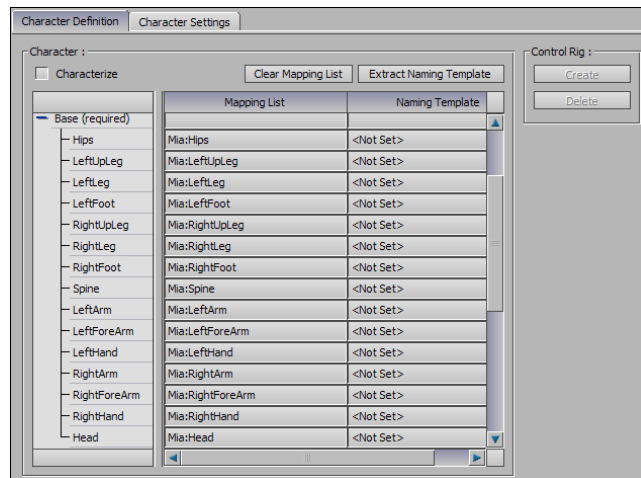 Character Definition Character Settings
Character : Control Rig :
Characterize Clear Mapping List Extract Naming Template Create
Mapping List Naming Template Delete
Base (required)
Hips Mia:Hips <Not Set>
LeftUpLeg Mia:LeftUpLeg <Not Set>
LeftLeg Mia:LeftLeg <Not Set>
LeftFoot Mia:LeftFoot <Not Set>
RightUpLeg Mia:RightUpLeg <Not Set>
RightLeg Mia:RightLeg <Not Set>
RightFoot Mia:RightFoot <Not Set>
Spine Mia:Spine <Not Set>
LeftArm Mia:LeftArm <Not Set>
LeftForeArm Mia:LeftForeArm <Not Set>
LeftHand Mia:LeftHand <Not Set>
RightArm Mia:RightArm <Not Set>
RightForeArm Mia:RightForeArm <Not Set>
RightHand Mia:RightHand <Not Set>
Head Mia:Head <Not Set>